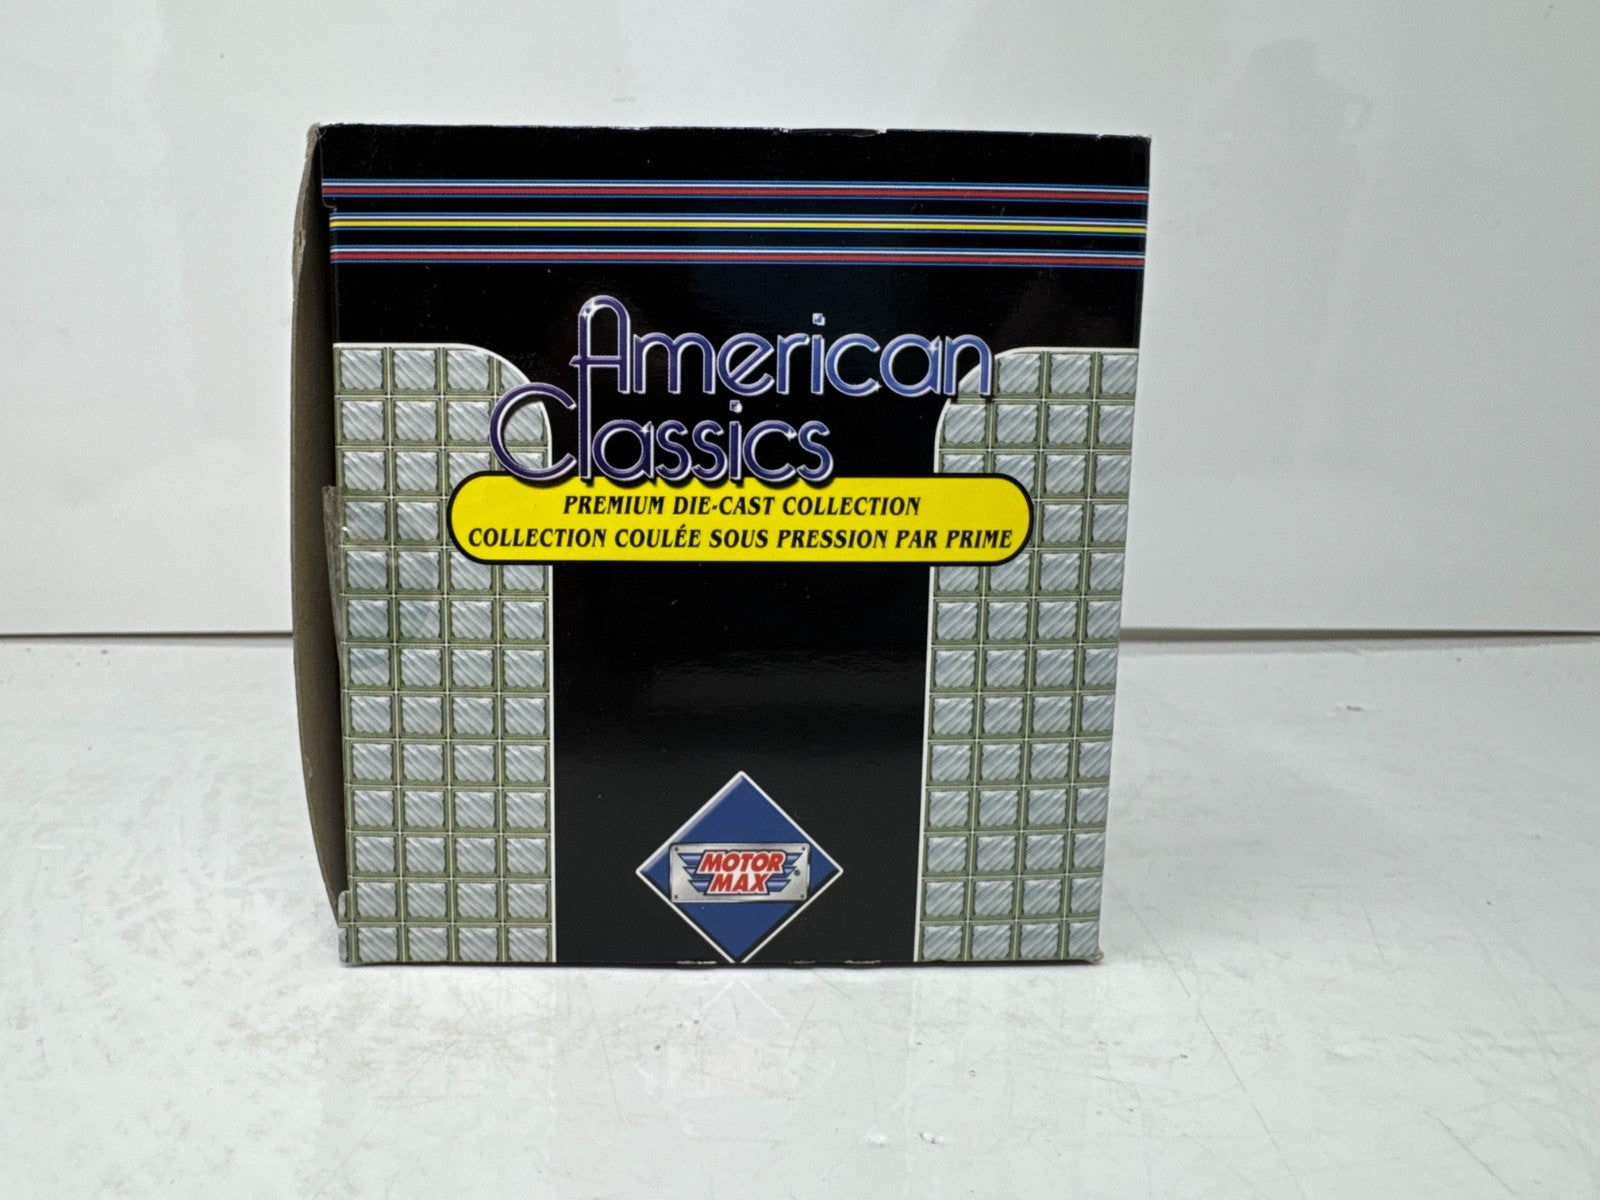 American
Classics
PREMIUM DIE-CAST COLLECTION
COLLECTION COULÉE SOUS PRESSION PAR PRIME
MOTOR
MAX